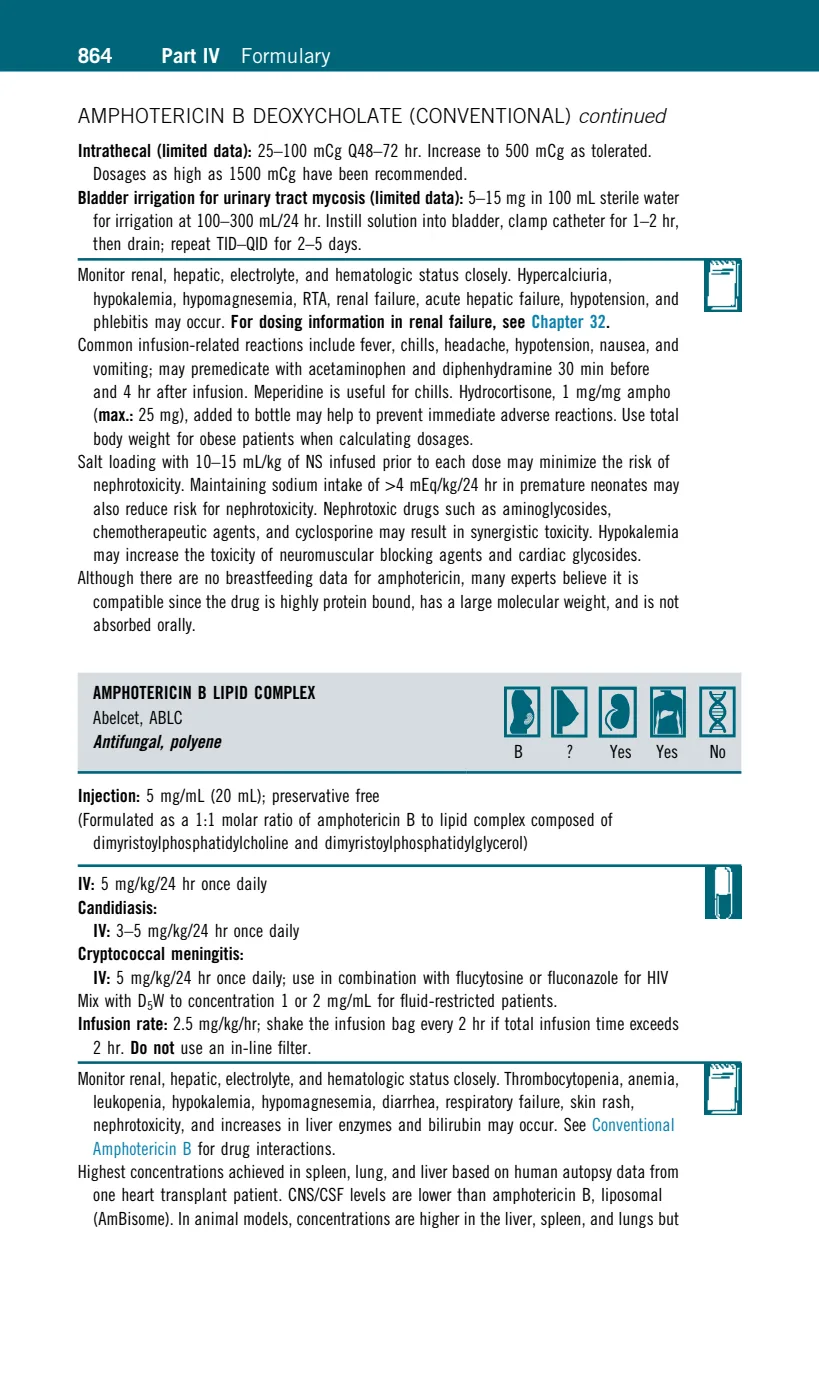 864 Part IV Formulary
AMPHOTERICIN B DEOXYCHOLATE (CONVENTIONAL) continued
Intrathecal (limited data): 25–100 mCg Q48–72 hr. Increase to 500 mCg as tolerated.
Dosages as high as 1500 mCg have been recommended.
Bladder irrigation for urinary tract mycosis (limited data): 5–15 mg in 100 mL sterile water
for irrigation at 100–300 mL/24 hr. Instill solution into bladder, clamp catheter for 1–2 hr,
then drain; repeat TID–QID for 2–5 days.
Monitor renal, hepatic, electrolyte, and hematologic status closely. Hypercalciuria,
hypokalemia, hypomagnesemia, RTA, renal failure, acute hepatic failure, hypotension, and
phlebitis may occur. For dosing information in renal failure, see Chapter 32.
Common infusion-related reactions include fever, chills, headache, hypotension, nausea, and
vomiting; may premedicate with acetaminophen and diphenhydramine 30 min before
and 4 hr after infusion. Meperidine is useful for chills. Hydrocortisone, 1 mg/mg ampho
(max.: 25 mg), added to bottle may help to prevent immediate adverse reactions. Use total
body weight for obese patients when calculating dosages.
Salt loading with 10–15 mL/kg of NS infused prior to each dose may minimize the risk of
nephrotoxicity. Maintaining sodium intake of >4 mEq/kg/24 hr in premature neonates may
also reduce risk for nephrotoxicity. Nephrotoxic drugs such as aminoglycosides,
chemotherapeutic agents, and cyclosporine may result in synergistic toxicity. Hypokalemia
may increase the toxicity of neuromuscular blocking agents and cardiac glycosides.
Although there are no breastfeeding data for amphotericin, many experts believe it is
compatible since the drug is highly protein bound, has a large molecular weight, and is not
absorbed orally.
AMPHOTERICIN B LIPID COMPLEX
Abelcet, ABLC
Antifungal, polyene
B ? Yes Yes No
Injection: 5 mg/mL (20 mL); preservative free
(Formulated as a 1:1 molar ratio of amphotericin B to lipid complex composed of
dimyristoylphosphatidylcholine and dimyristoylphosphatidylglycerol)
IV: 5 mg/kg/24 hr once daily
Candidiasis:
IV: 3–5 mg/kg/24 hr once daily
Cryptococcal meningitis:
IV: 5 mg/kg/24 hr once daily; use in combination with flucytosine or fluconazole for HIV
Mix with D₅W to concentration 1 or 2 mg/mL for fluid-restricted patients.
Infusion rate: 2.5 mg/kg/hr; shake the infusion bag every 2 hr if total infusion time exceeds
2 hr. Do not use an in-line filter.
Monitor renal, hepatic, electrolyte, and hematologic status closely. Thrombocytopenia, anemia,
leukopenia, hypokalemia, hypomagnesemia, diarrhea, respiratory failure, skin rash,
nephrotoxicity, and increases in liver enzymes and bilirubin may occur. See Conventional
Amphotericin B for drug interactions.
Highest concentrations achieved in spleen, lung, and liver based on human autopsy data from
one heart transplant patient. CNS/CSF levels are lower than amphotericin B, liposomal
(AmBisome). In animal models, concentrations are higher in the liver, spleen, and lungs but